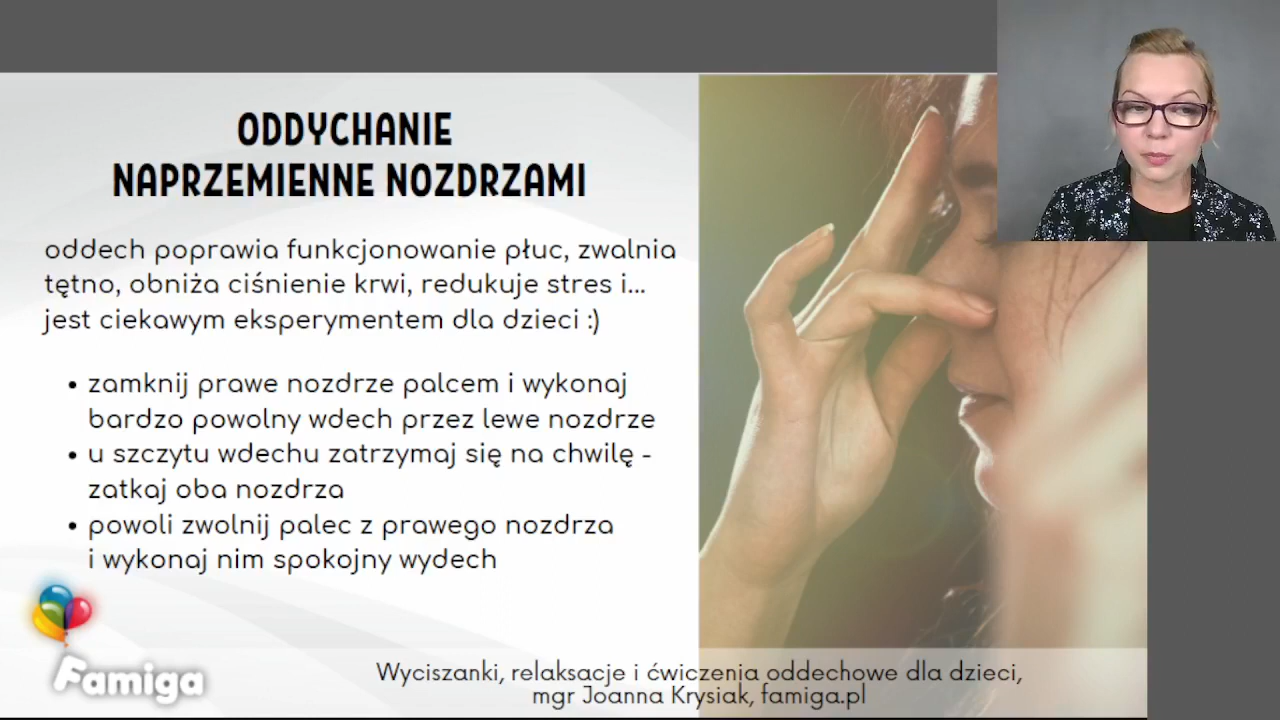 ODDYCHANIE
NAPRZEMIENNE NOZDRZAMI
oddech poprawia funkcjonowanie płuc, zwalnia
tętno, obniża ciśnienie krwi, redukuje stres i...
jest ciekawym eksperymentem dla dzieci :)
• zamknij prawe nozdrze palcem i wykonaj
bardzo powolny wdech przez lewe nozdrze
• u szczytu wdechu zatrzymaj się na chwilę -
zatkaj oba nozdrza
• powoli zwolnij palec z prawego nozdrza
i wykonaj nim spokojny wydech
Famiga
Wyciszanki, relaksacje i ćwiczenia oddechowe dla dzieci,
mgr Joanna Krysiak, famiga.pl